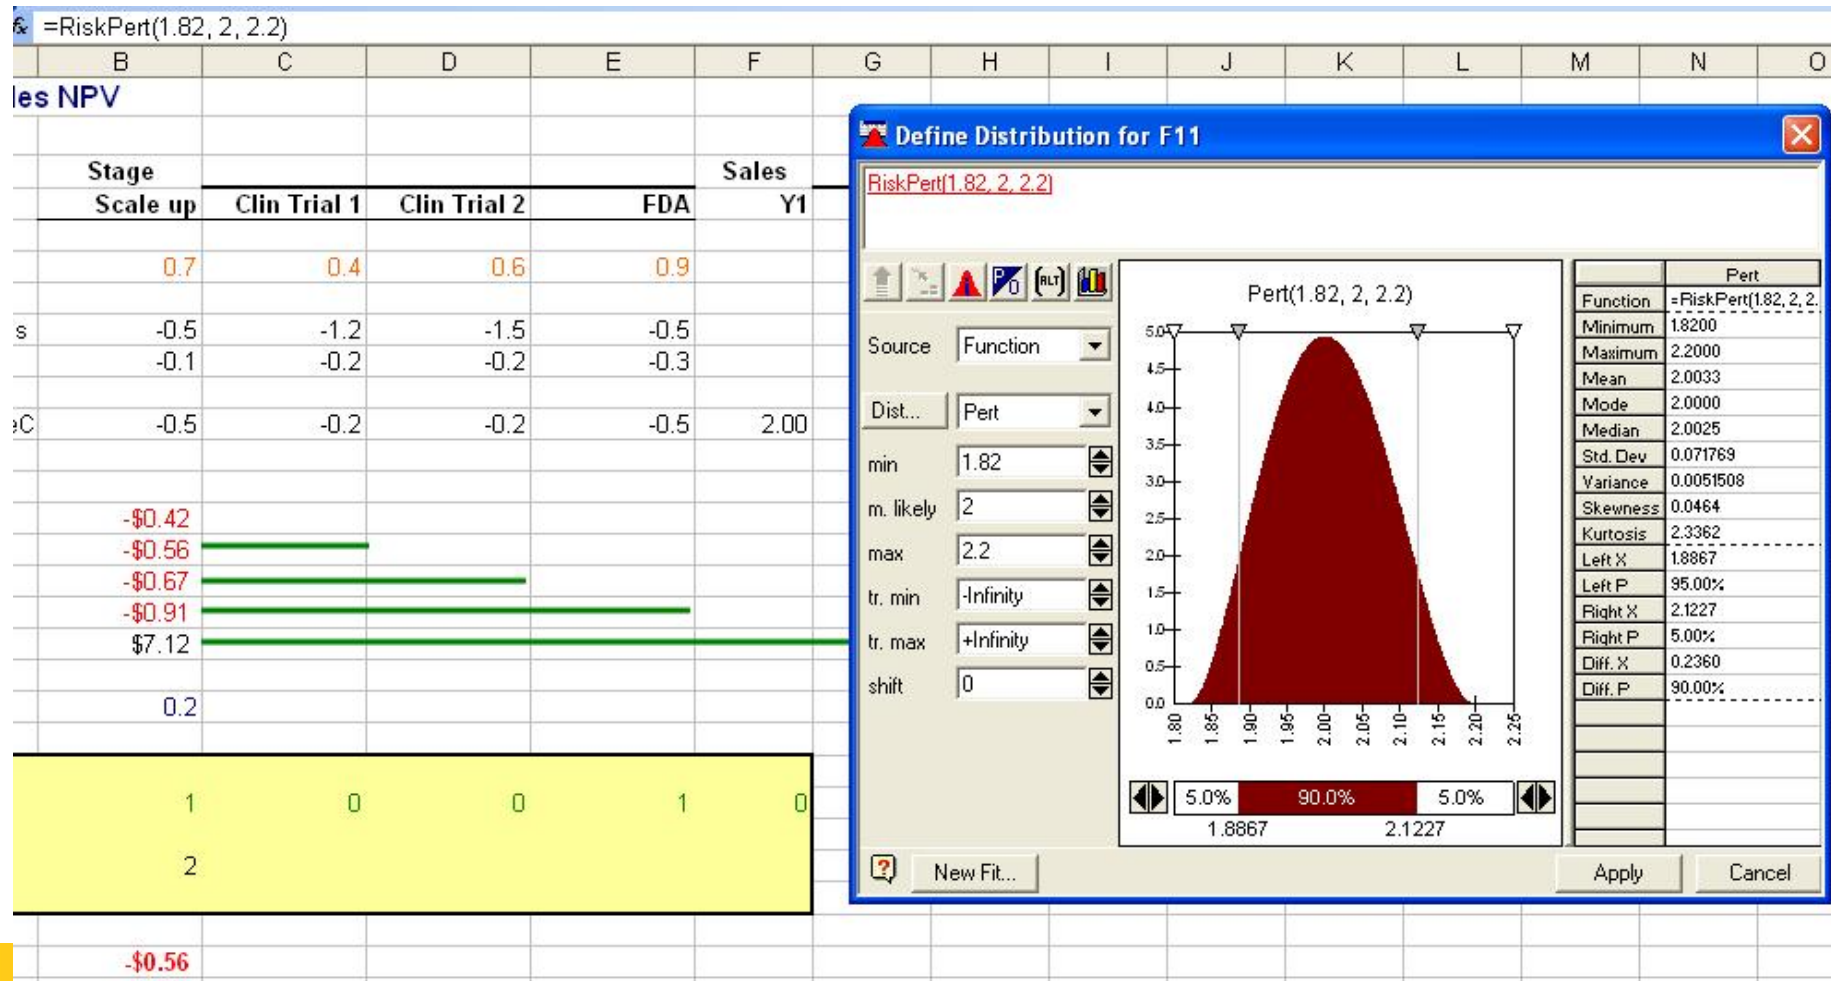 fx =RiskPert(1.82, 2, 2.2)
B C D E F G H I J K L M N O
les NPV
Stage Sales
Scale up Clin Trial 1 Clin Trial 2 FDA Y1
0.7 0.4 0.6 0.9
s -0.5 -1.2 -1.5 -0.5
-0.1 -0.2 -0.2 -0.3
C -0.5 -0.2 -0.2 -0.5 2.00
-$0.42
-$0.56
-$0.67
-$0.91
$7.12
0.2
1 0 0 1 0
2
-$0.56
Define Distribution for F11
RiskPert(1.82, 2, 2.2)
Source Function
Dist... Pert
min 1.82
m. likely 2
max 2.2
tr. min -Infinity
tr. max +Infinity
shift 0
Pert(1.82, 2, 2.2)
5.0
4.5
4.0
3.5
3.0
2.5
2.0
1.5
1.0
0.5
0.0
1.80 1.85 1.90 1.95 2.00 2.05 2.10 2.15 2.20 2.25
5.0% 90.0% 5.0%
1.8867 2.1227
Pert
Function =RiskPert(1.82, 2, 2.
Minimum 1.8200
Maximum 2.2000
Mean 2.0033
Mode 2.0000
Median 2.0025
Std. Dev 0.071769
Variance 0.0051508
Skewness 0.0464
Kurtosis 2.3362
Left X 1.8867
Left P 95.00%
Right X 2.1227
Right P 5.00%
Diff. X 0.2360
Diff. P 90.00%
New Fit... Apply Cancel